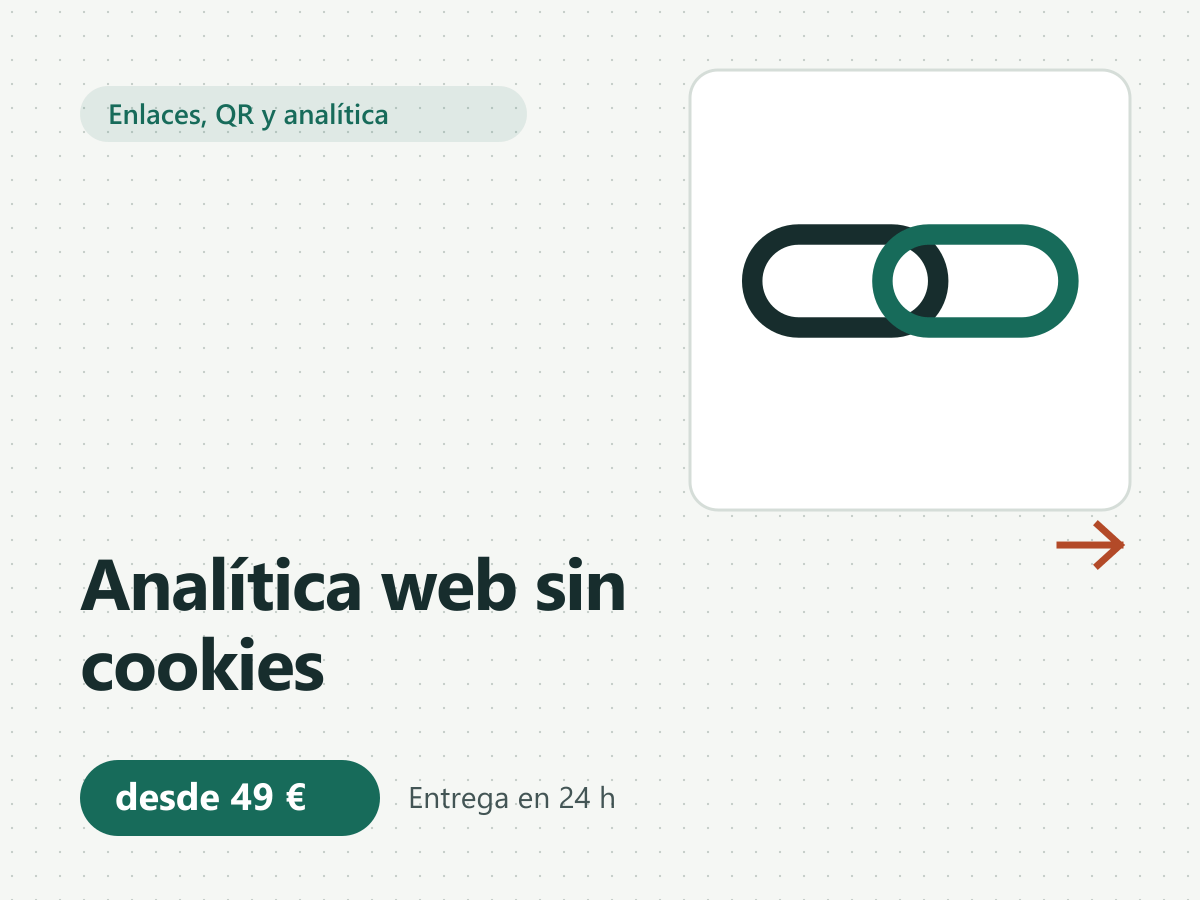 Enlaces, QR y analítica
Analítica web sin
cookies
desde 49 €
Entrega en 24 h